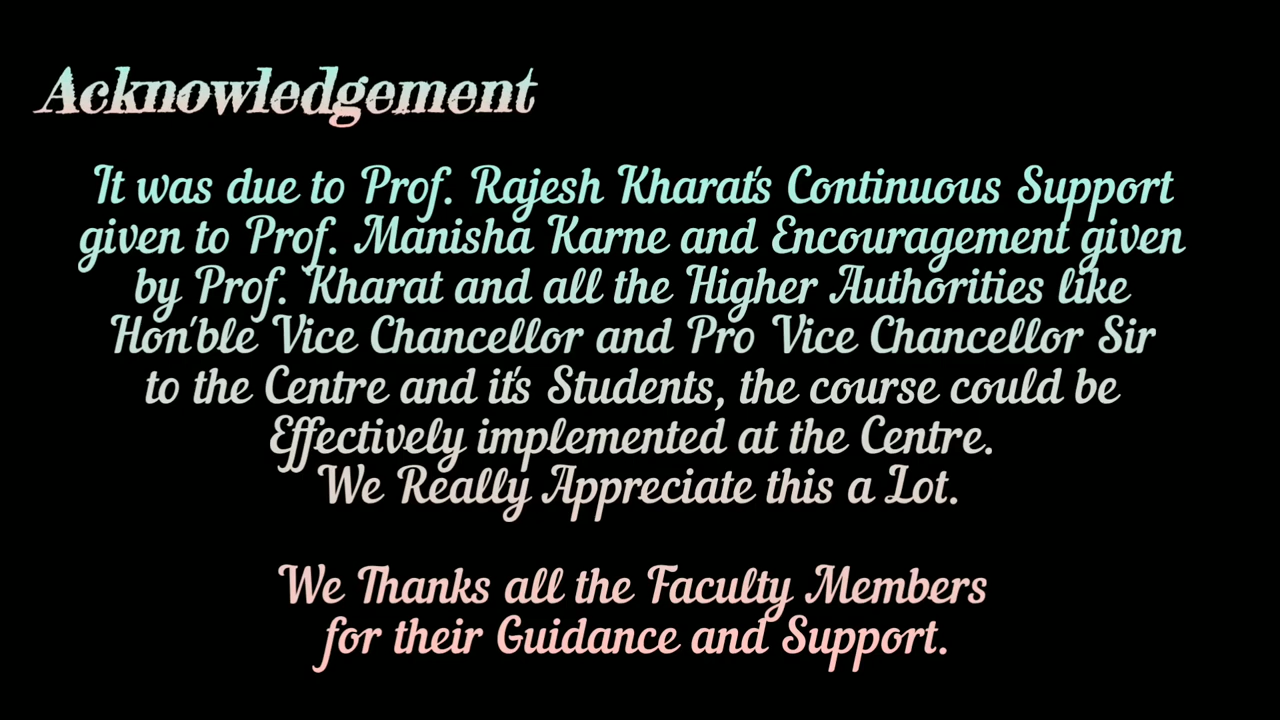 Acknowledgement
It was due to Prof. Rajesh Kharat's Continuous Support
given to Prof. Manisha Karne and Encouragement given
by Prof. Kharat and all the Higher Authorities like
Hon'ble Vice Chancellor and Pro Vice Chancellor Sir
to the Centre and it's Students, the course could be
Effectively implemented at the Centre.
We Really Appreciate this a Lot.
We Thanks all the Faculty Members
for their Guidance and Support.